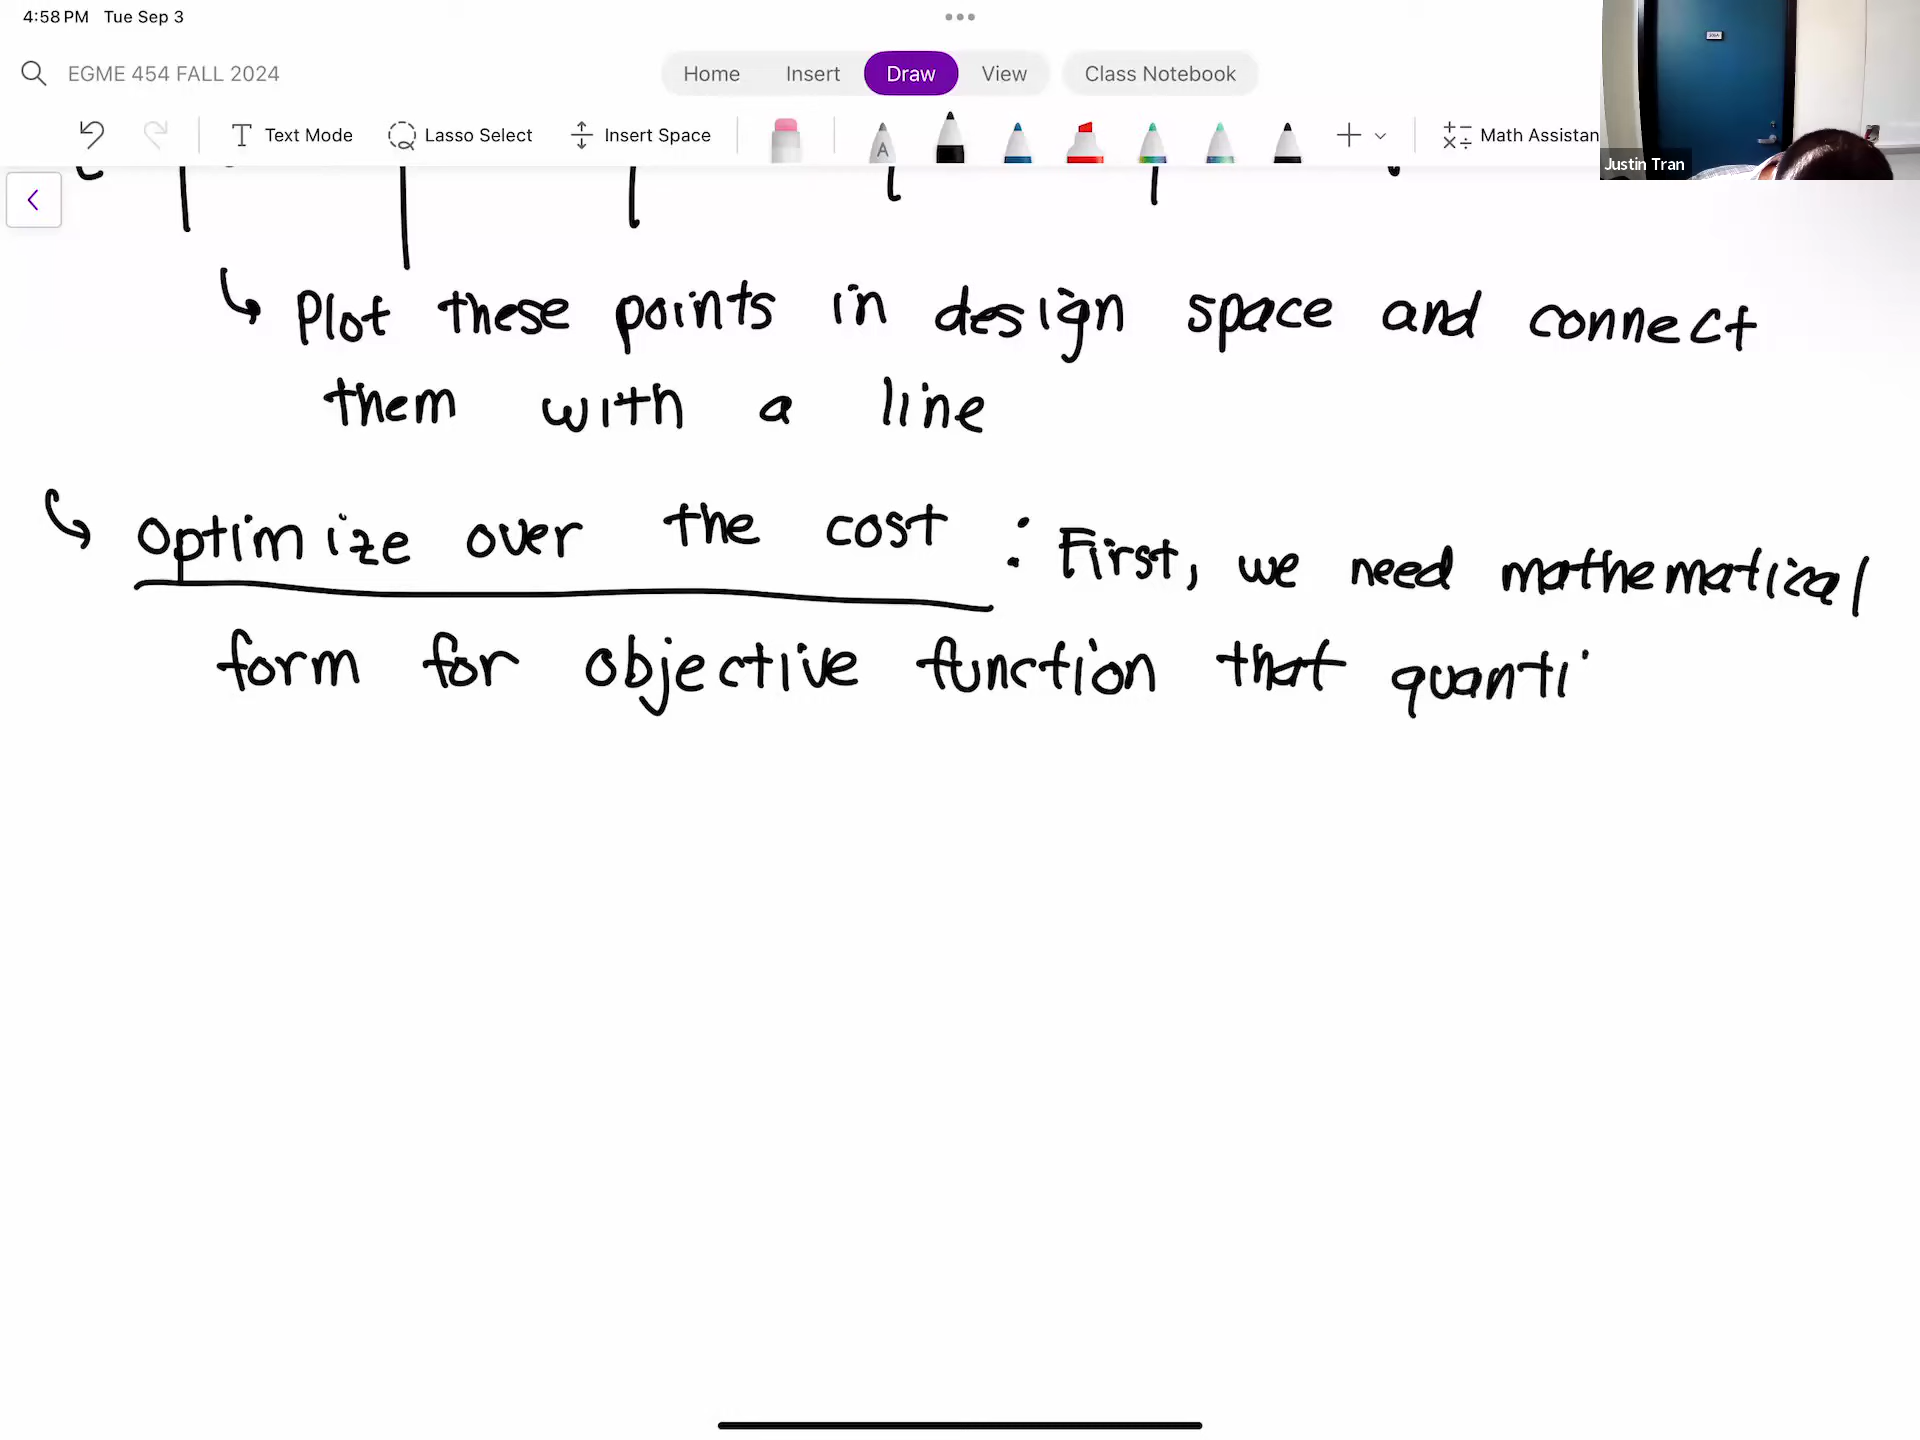 4:58 PM Tue Sep 3
EGME 454 FALL 2024
Home Insert Draw View Class Notebook
Text Mode Lasso Select Insert Space A Math Assistan
Justin Tran
Plot these points in design space and connect
them with a line
Optimize over the cost : First, we need mathematical
form for objective function that quanti